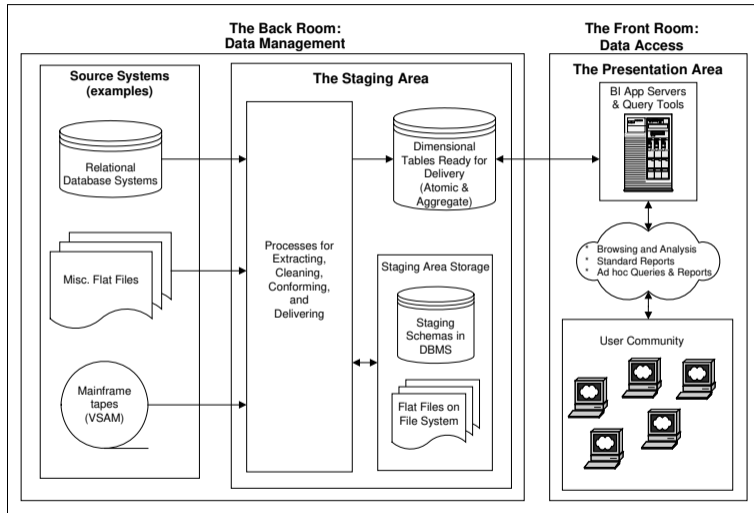 The Back Room:
Data Management
The Front Room:
Data Access
Source Systems
(examples)
Relational
Database Systems
Misc. Flat Files
Mainframe
tapes
(VSAM)
The Staging Area
Processes for
Extracting,
Cleaning,
Conforming,
and
Delivering
Dimensional
Tables Ready for
Delivery
(Atomic &
Aggregate)
Staging Area Storage
Staging
Schemas in
DBMS
Flat Files on
File System
The Presentation Area
BI App Servers
& Query Tools
* Browsing and Analysis
* Standard Reports
* Ad hoc Queries & Reports
User Community